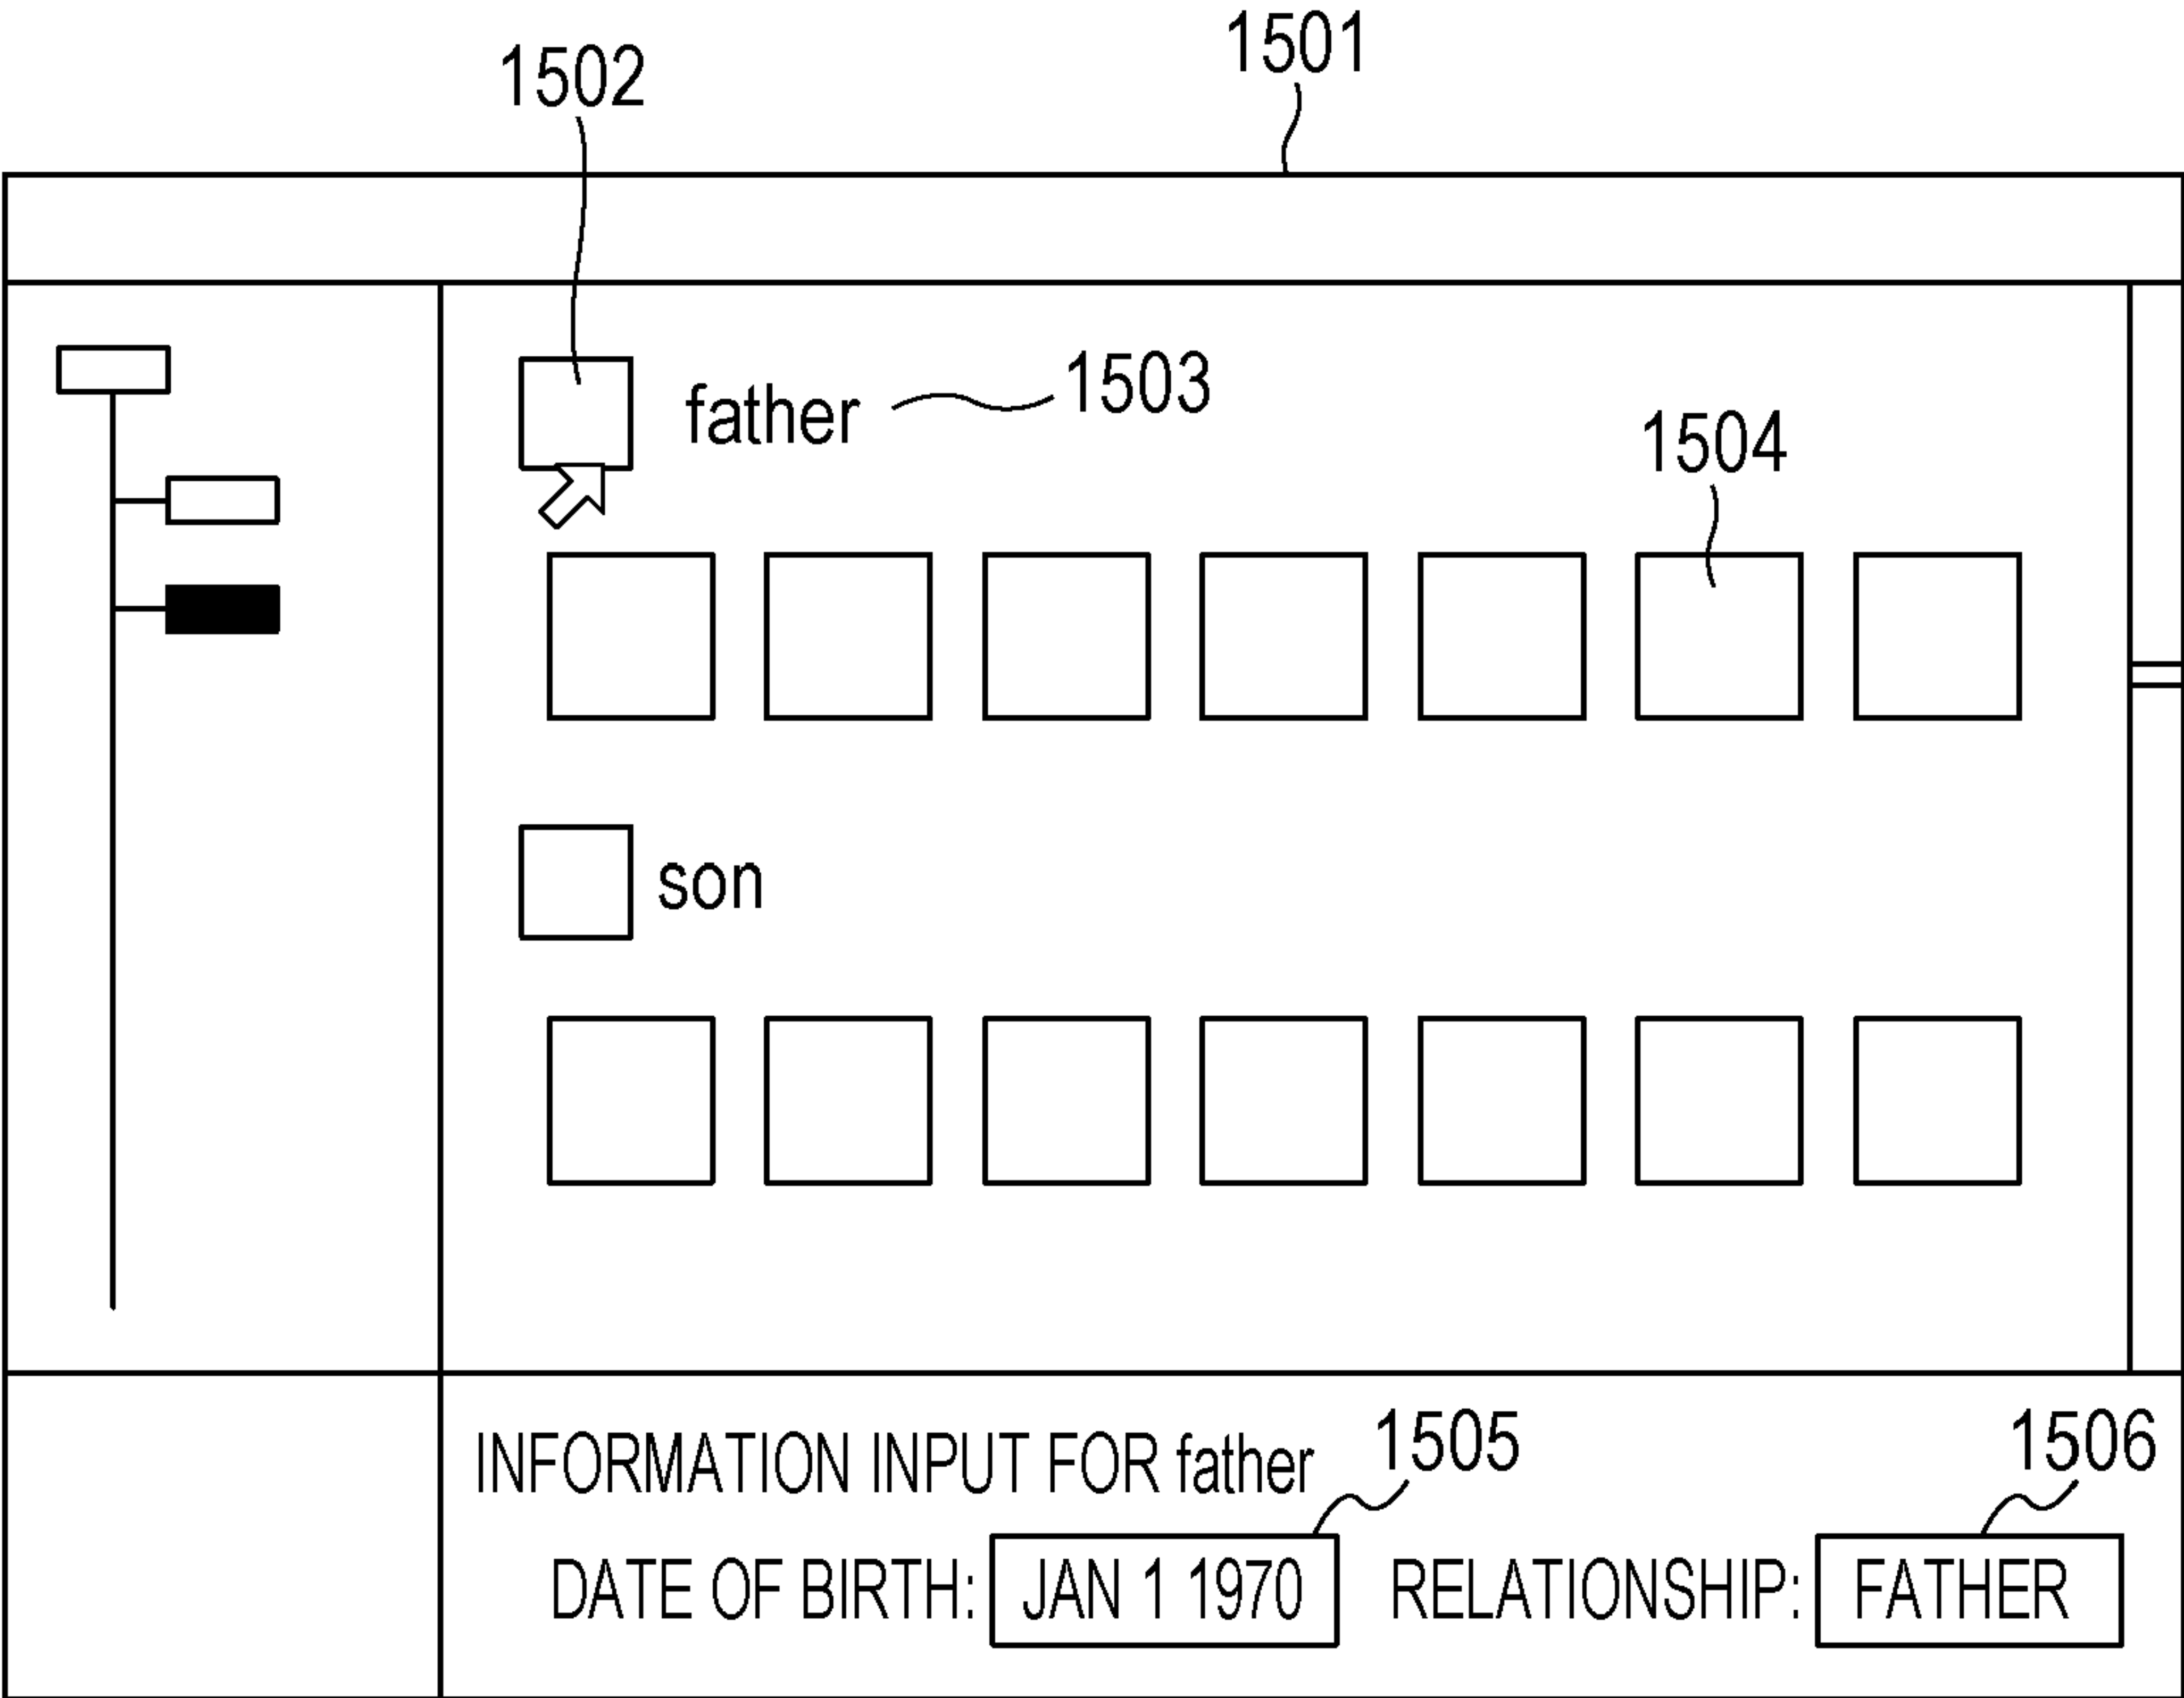 1501
1502
father 1503
1504
son
INFORMATION INPUT FOR father
1505
1506
DATE OF BIRTH: JAN 1 1970 RELATIONSHIP: FATHER